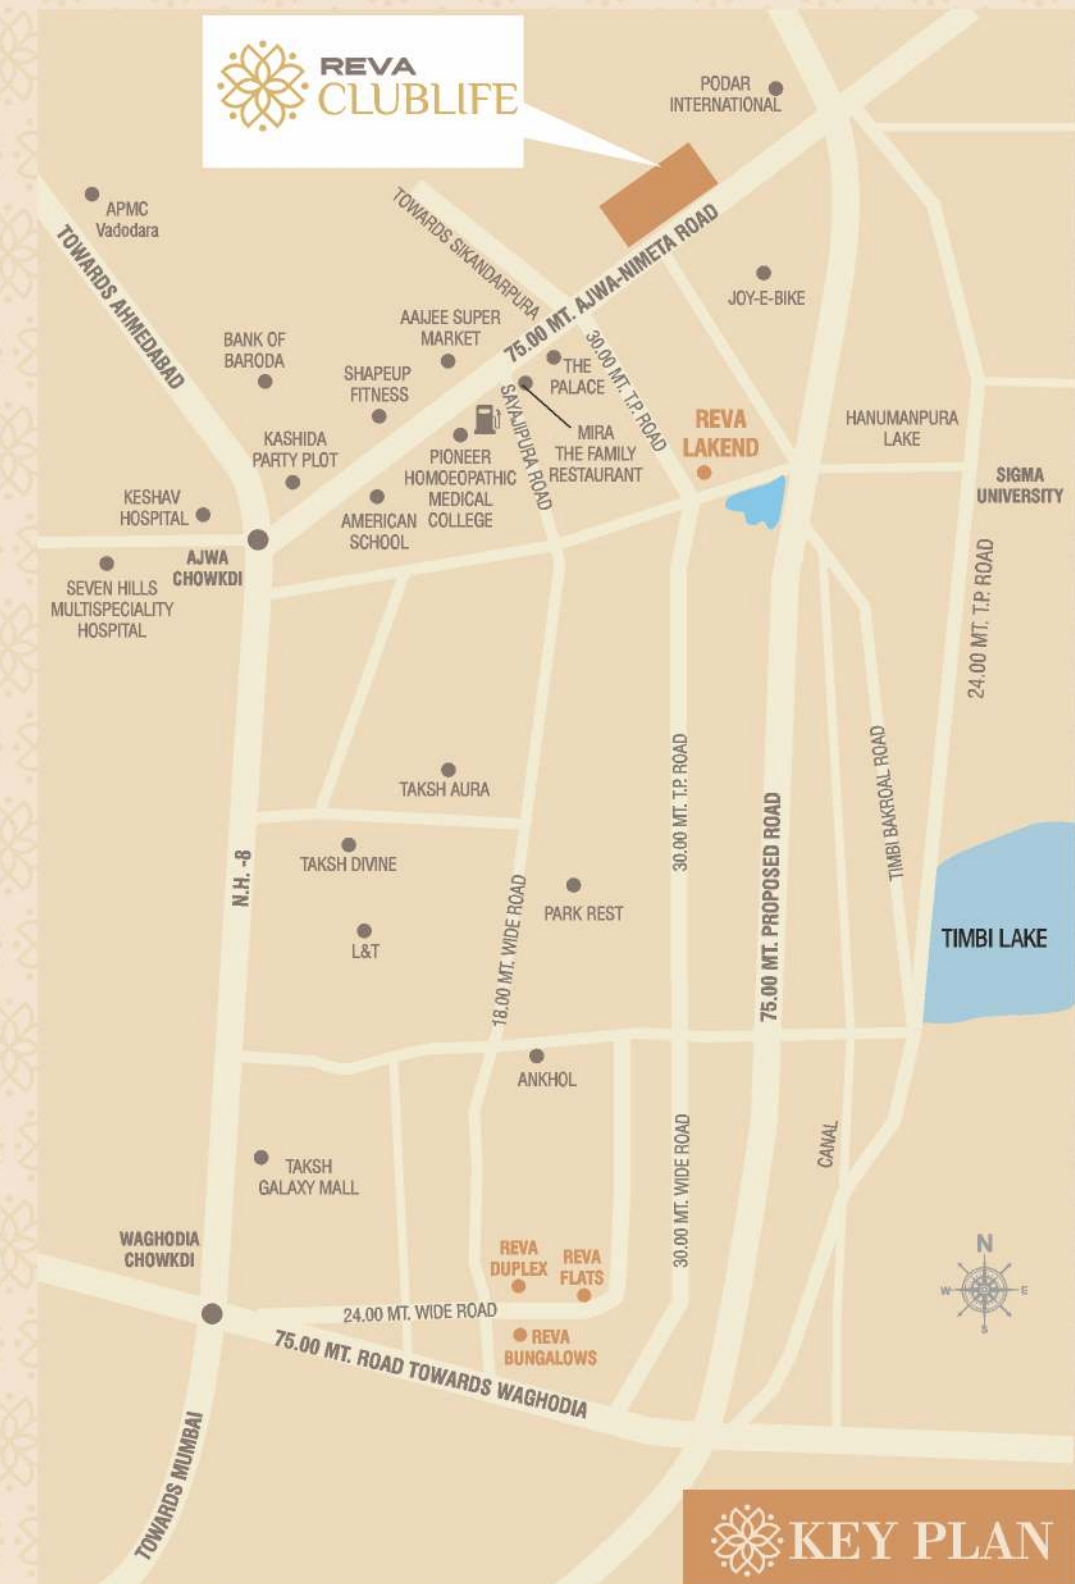 REVA
CLUBLIFE
PODAR
INTERNATIONAL
APMC
Vadodara
TOWARDS AHMEDABAD
TOWARDS SIKANDARPURA
75.00 MT. AJWA-NIMETA ROAD
JOY-E-BIKE
AAIJEE SUPER
MARKET
BANK OF
BARODA
SHAPEUP
FITNESS
THE
PALACE
30.00 MT. T.P. ROAD
SAYAJIPURA ROAD
MIRA
THE FAMILY
RESTAURANT
REVA
LAKEND
HANUMANPURA
LAKE
SIGMA
UNIVERSITY
KASHIDA
PARTY PLOT
PIONEER
HOMOEOPATHIC
MEDICAL
COLLEGE
AMERICAN
SCHOOL
KESHAV
HOSPITAL
AJWA
CHOWKDI
SEVEN HILLS
MULTISPECIALITY
HOSPITAL
24.00 MT. T.P. ROAD
TAKSH AURA
30.00 MT. T.P. ROAD
TIMBI BAKROAL ROAD
75.00 MT. PROPOSED ROAD
N.H. -8
TAKSH DIVINE
PARK REST
18.00 MT. WIDE ROAD
L&T
TIMBI LAKE
ANKHOL
CANAL
30.00 MT. WIDE ROAD
TAKSH
GALAXY MALL
WAGHODIA
CHOWKDI
REVA
DUPLEX
REVA
FLATS
N
W
E
S
24.00 MT. WIDE ROAD
REVA
BUNGALOWS
75.00 MT. ROAD TOWARDS WAGHODIA
TOWARDS MUMBAI
KEY PLAN